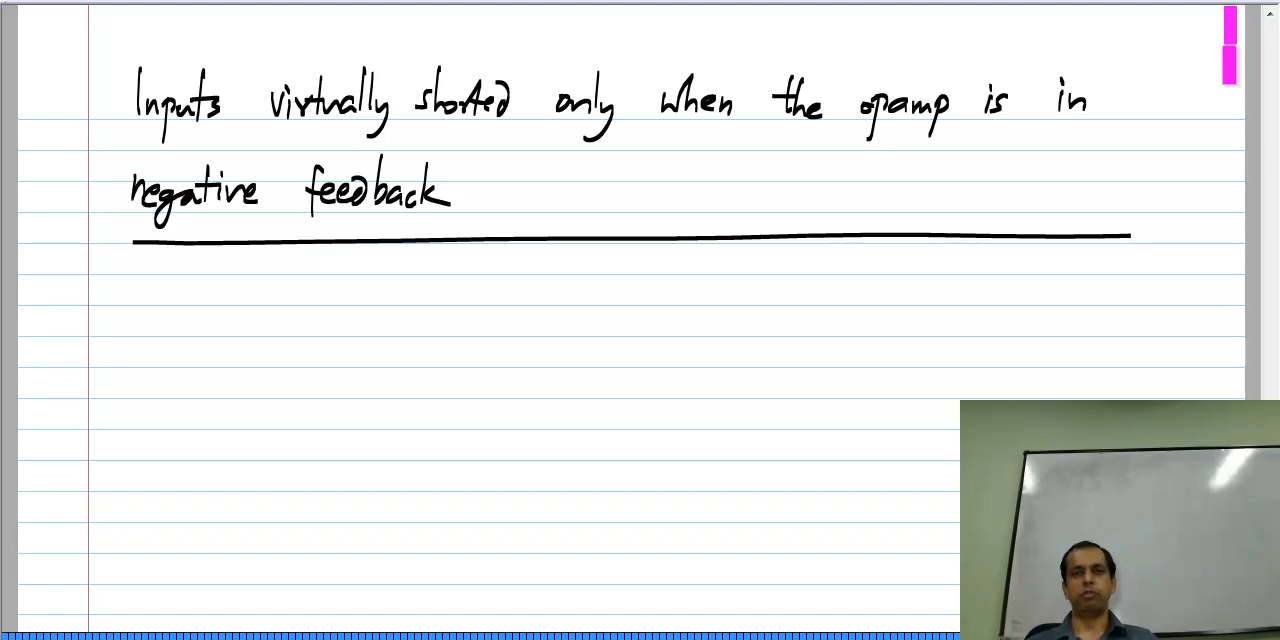 Inputs virtually shorted only when the opamp is in
negative feedback